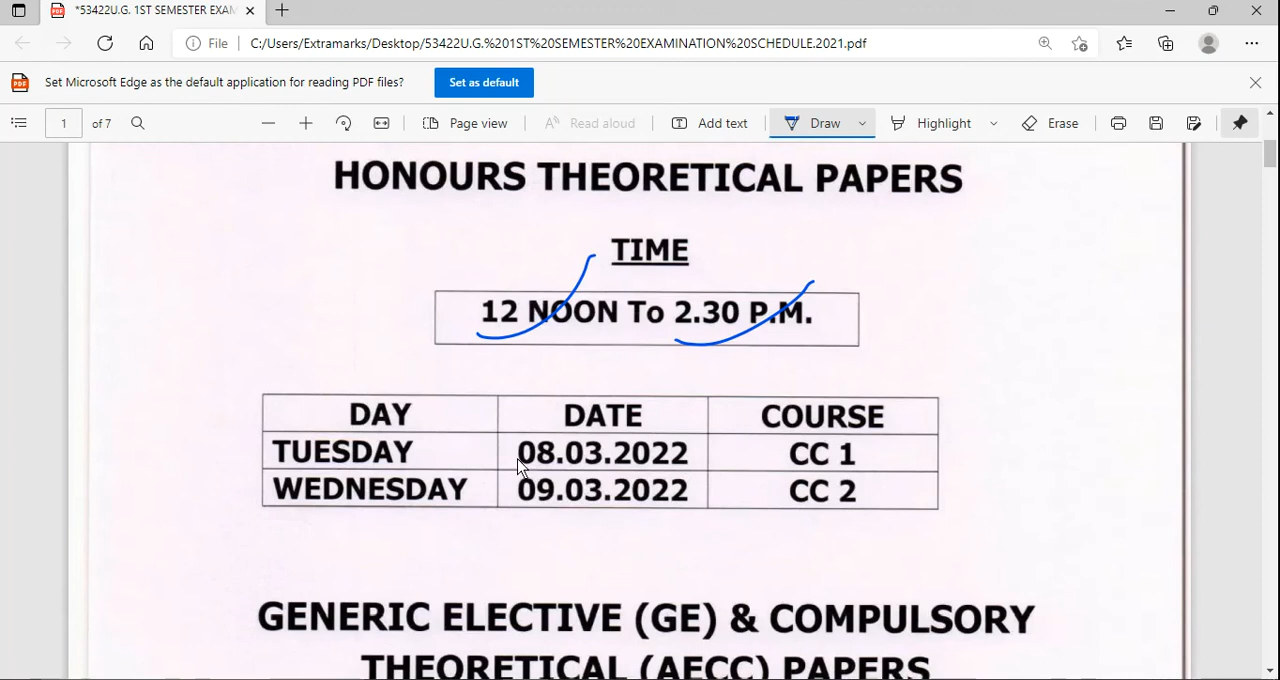 *53422U.G. 1ST SEMESTER EXAM
File C:/Users/Extramarks/Desktop/53422U.G.%201ST%20SEMESTER%20EXAMINATION%20SCHEDULE.2021.pdf
Set Microsoft Edge as the default application for reading PDF files? Set as default
1 of 7 Page view Read aloud Add text Draw Highlight Erase
HONOURS THEORETICAL PAPERS
TIME
12 NOON To 2.30 P.M.
DAY DATE COURSE
TUESDAY 08.03.2022 CC 1
WEDNESDAY 09.03.2022 CC 2
GENERIC ELECTIVE (GE) & COMPULSORY
THEORETICAL (AECC) PAPERS